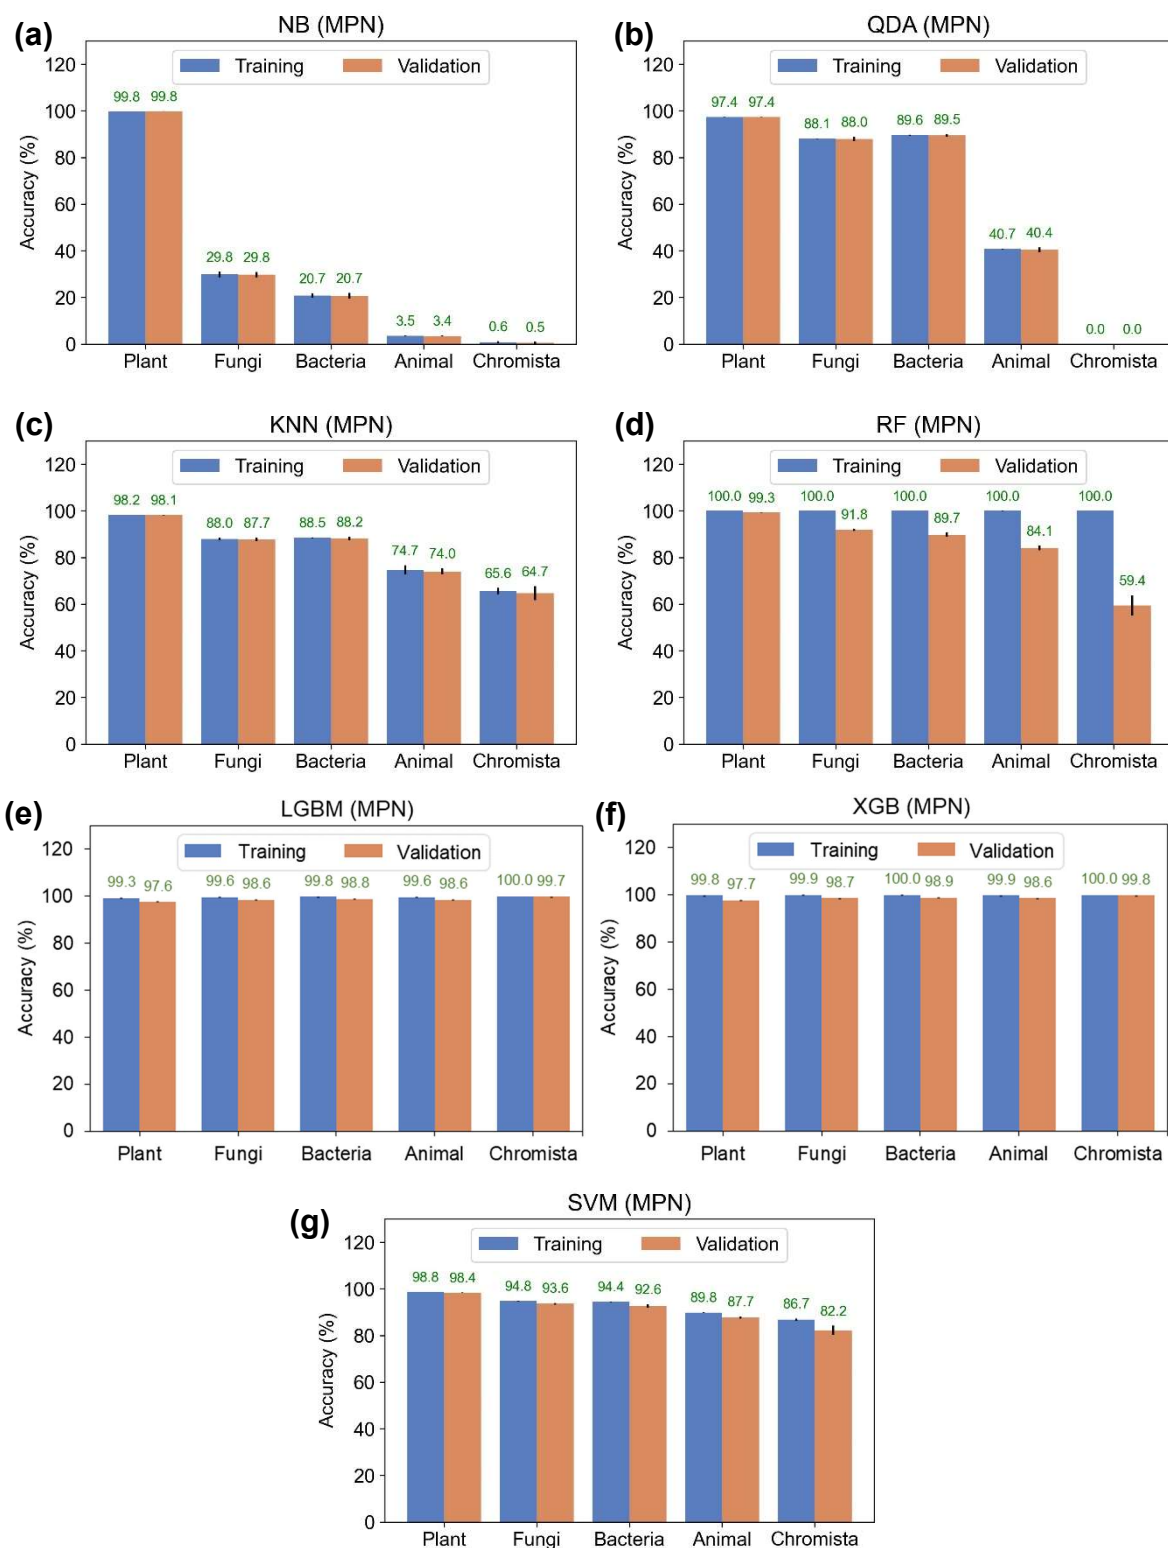 (a)
NB (MPN)
Training Validation
Accuracy (%)
120
100
80
60
40
20
0
99.8 99.8
29.8 29.8
20.7 20.7
3.5 3.4
0.6 0.5
Plant Fungi Bacteria Animal Chromista
(b)
QDA (MPN)
Training Validation
Accuracy (%)
120
100
80
60
40
20
0
97.4 97.4
88.1 88.0
89.6 89.5
40.7 40.4
0.0 0.0
Plant Fungi Bacteria Animal Chromista
(c)
KNN (MPN)
Training Validation
Accuracy (%)
120
100
80
60
40
20
0
98.2 98.1
88.0 87.7
88.5 88.2
74.7 74.0
65.6 64.7
Plant Fungi Bacteria Animal Chromista
(d)
RF (MPN)
Training Validation
Accuracy (%)
120
100
80
60
40
20
0
100.0 99.3
100.0 91.8
100.0 89.7
100.0 84.1
100.0 59.4
Plant Fungi Bacteria Animal Chromista
(e)
LGBM (MPN)
Training Validation
Accuracy (%)
120
100
80
60
40
20
0
99.3 97.6
99.6 98.6
99.8 98.8
99.6 98.6
100.0 99.7
Plant Fungi Bacteria Animal Chromista
(f)
XGB (MPN)
Training Validation
Accuracy (%)
120
100
80
60
40
20
0
99.8 97.7
99.9 98.7
100.0 98.9
99.9 98.6
100.0 99.8
Plant Fungi Bacteria Animal Chromista
(g)
SVM (MPN)
Training Validation
Accuracy (%)
120
100
80
60
40
20
0
98.8 98.4
94.8 93.6
94.4 92.6
89.8 87.7
86.7 82.2
Plant Fungi Bacteria Animal Chromista